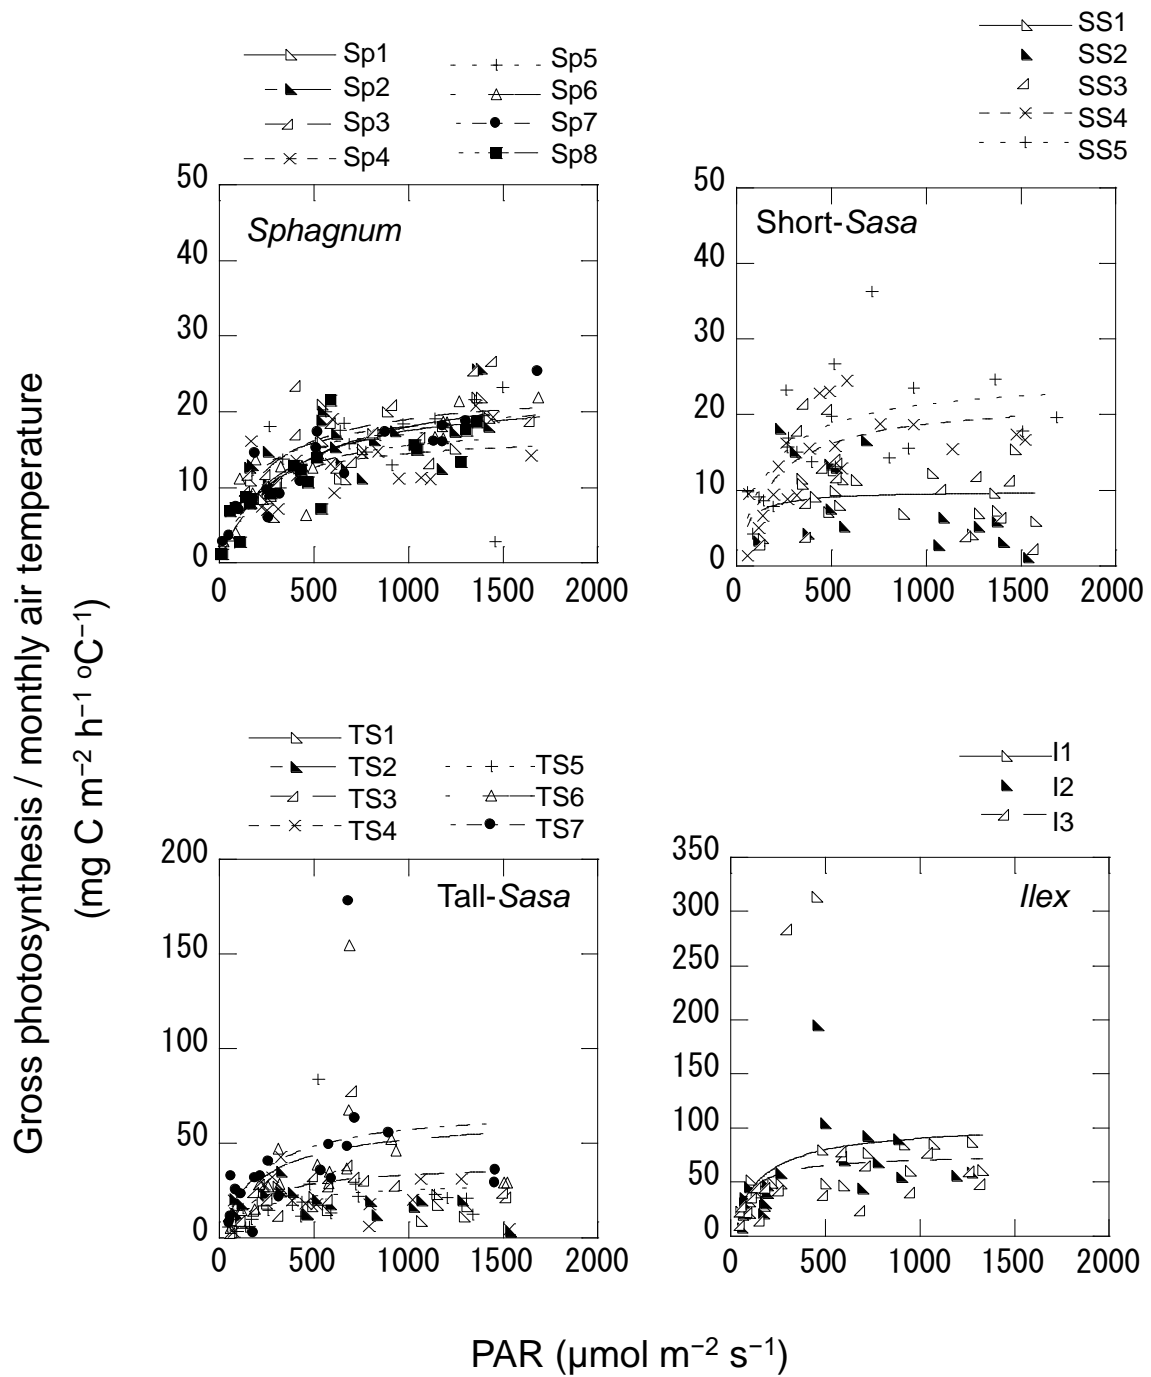 SS1
SS2
SS3
SS4
SS5
Sp1
Sp2
Sp3
Sp4
Sp5
Sp6
Sp7
Sp8
50
40
30
20
10
0
Sphagnum
0 500 1000 1500 2000
50
40
30
20
10
0
Short-Sasa
0 500 1000 1500 2000
Gross photosynthesis / monthly air temperature
(mg C m−2 h−1 oC−1)
TS1
TS2
TS3
TS4
TS5
TS6
TS7
I1
I2
I3
200
150
100
50
0
Tall-Sasa
0 500 1000 1500 2000
350
300
250
200
150
100
50
0
Ilex
0 500 1000 1500 2000
PAR (μmol m−2 s−1)